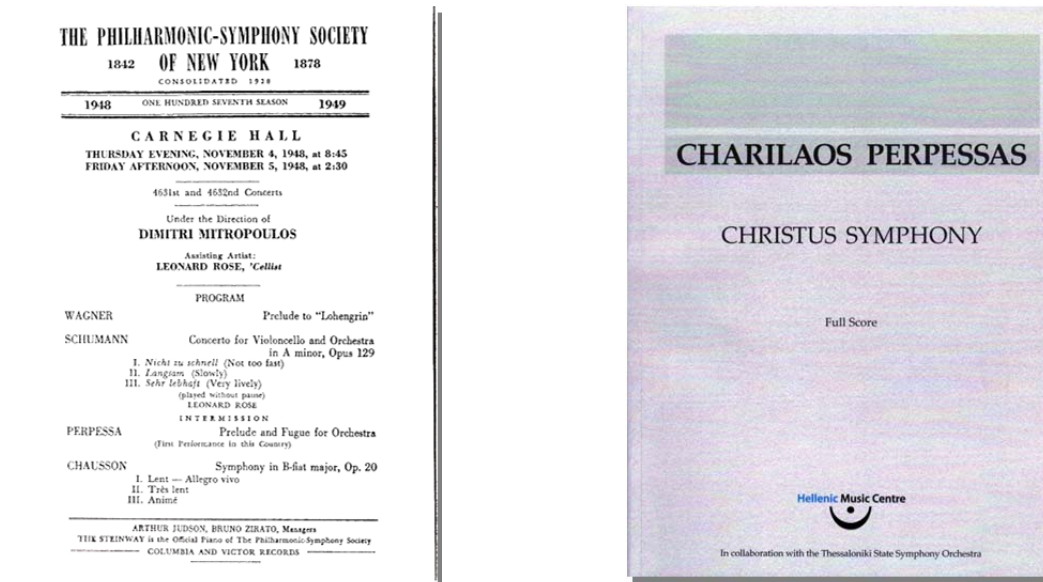 THE PHILHARMONIC-SYMPHONY SOCIETY
1842 OF NEW YORK 1878
CONSOLIDATED 1928
1948 ONE HUNDRED SEVENTH SEASON 1949
CARNEGIE HALL
THURSDAY EVENING, NOVEMBER 4, 1948, at 8:45
FRIDAY AFTERNOON, NOVEMBER 5, 1948, at 2:30
4631st and 4632nd Concerts
Under the Direction of
DIMITRI MITROPOULOS
Assisting Artist:
LEONARD ROSE, 'Cellist
PROGRAM
WAGNER Prelude to "Lohengrin"
SCHUMANN Concerto for Violoncello and Orchestra
in A minor, Opus 129
I. Nicht zu schnell (Not too fast)
II. Langsam (Slowly)
III. Sehr lebhaft (Very lively)
(played without pause)
LEONARD ROSE
INTERMISSION
PERPESSA Prelude and Fugue for Orchestra
(First Performance in this Country)
CHAUSSON Symphony in B-flat major, Op. 20
I. Lent — Allegro vivo
II. Très lent
III. Animé
ARTHUR JUDSON, BRUNO ZIRATO, Managers
THE STEINWAY is the Official Piano of The Philharmonic-Symphony Society
COLUMBIA AND VICTOR RECORDS
CHARILAOS PERPESSAS
CHRISTUS SYMPHONY
Full Score
Hellenic Music Centre
In collaboration with the Thessaloniki State Symphony Orchestra